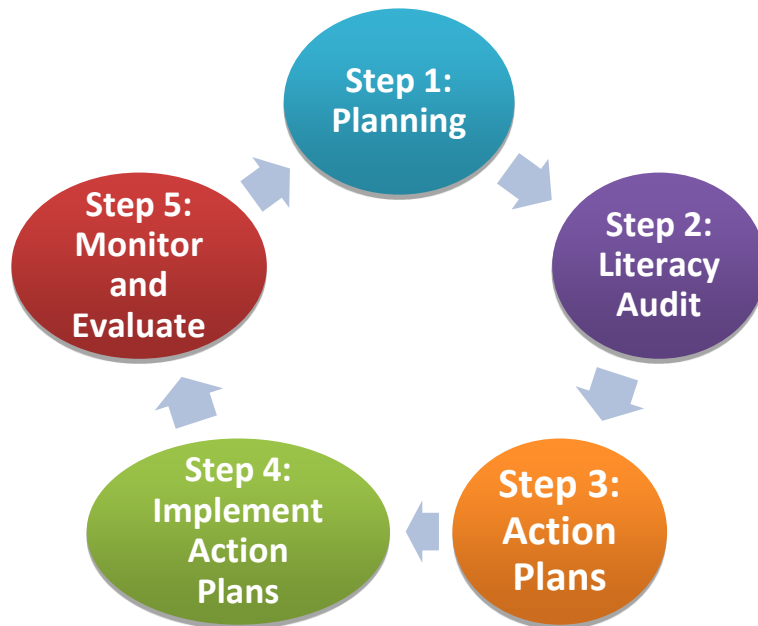 Step 1:
Planning
Step 2:
Literacy
Audit
Step 3:
Action
Plans
Step 4:
Implement
Action
Plans
Step 5:
Monitor
and
Evaluate